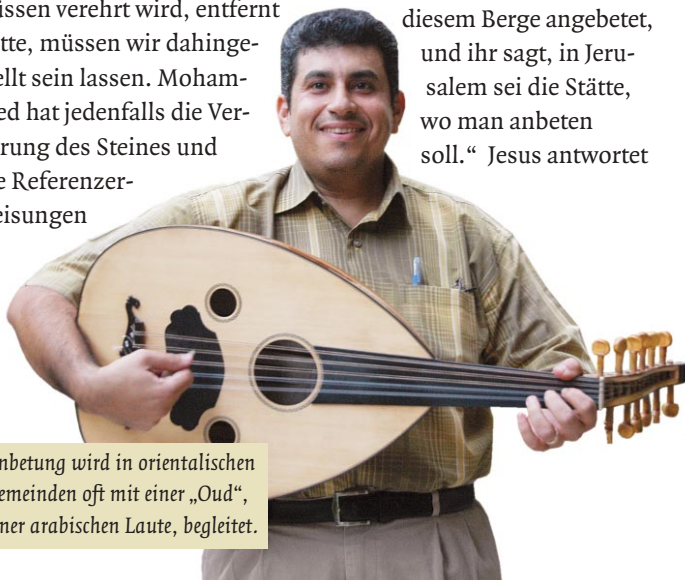 üssen verehrt wird, entfernt
tte, müssen wir dahinge-
ellt sein lassen. Moham-
ed hat jedenfalls die Ver-
rung des Steines und
e Referenzer-
eisungen
diesem Berge angebetet,
und ihr sagt, in Jeru-
salem sei die Stätte,
wo man anbeten
soll.“ Jesus antwortet
nbetung wird in orientalischen
emeinden oft mit einer „Oud“,
ner arabischen Laute, begleitet.